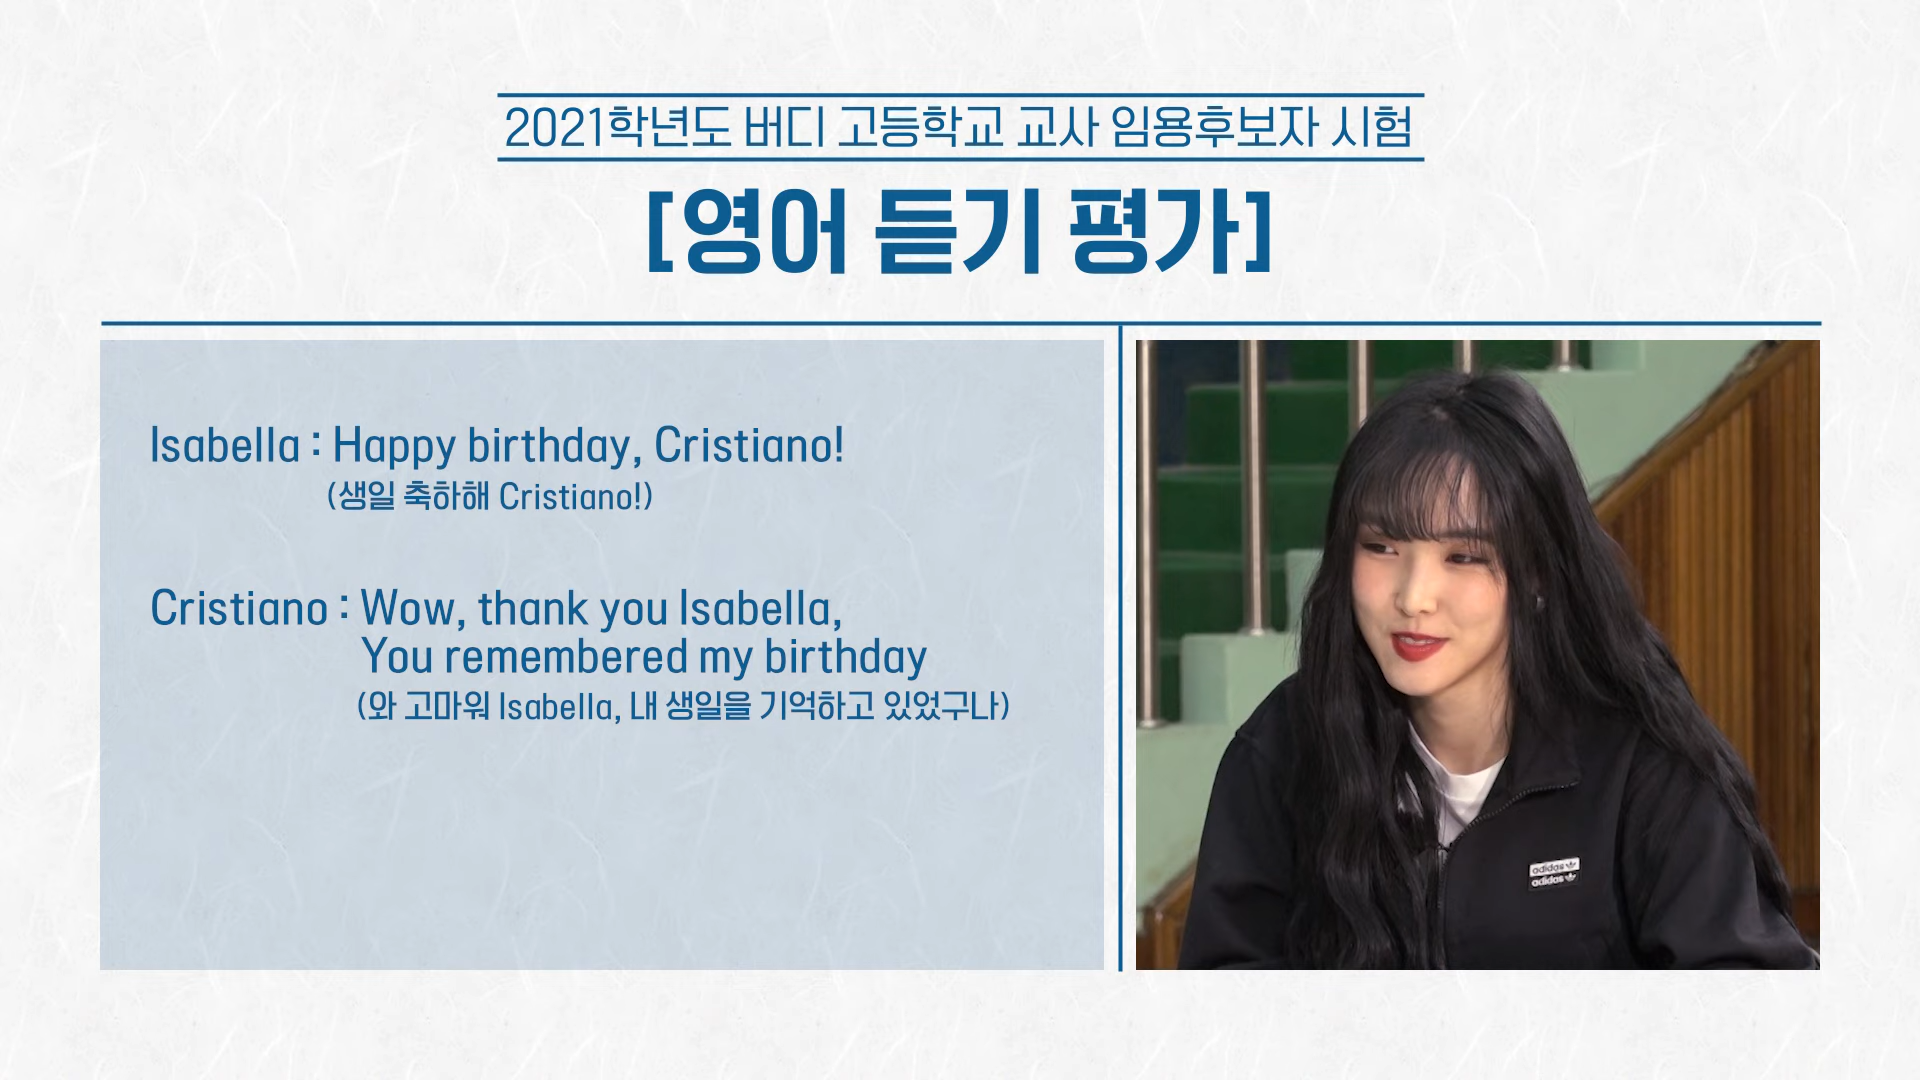 2021학년도 버디 고등학교 교사 임용후보자 시험
[영어 듣기 평가]
Isabella : Happy birthday, Cristiano!
(생일 축하해 Cristiano!)
Cristiano : Wow, thank you Isabella,
You remembered my birthday
(와 고마워 Isabella, 내 생일을 기억하고 있었구나)
adidas
adidas